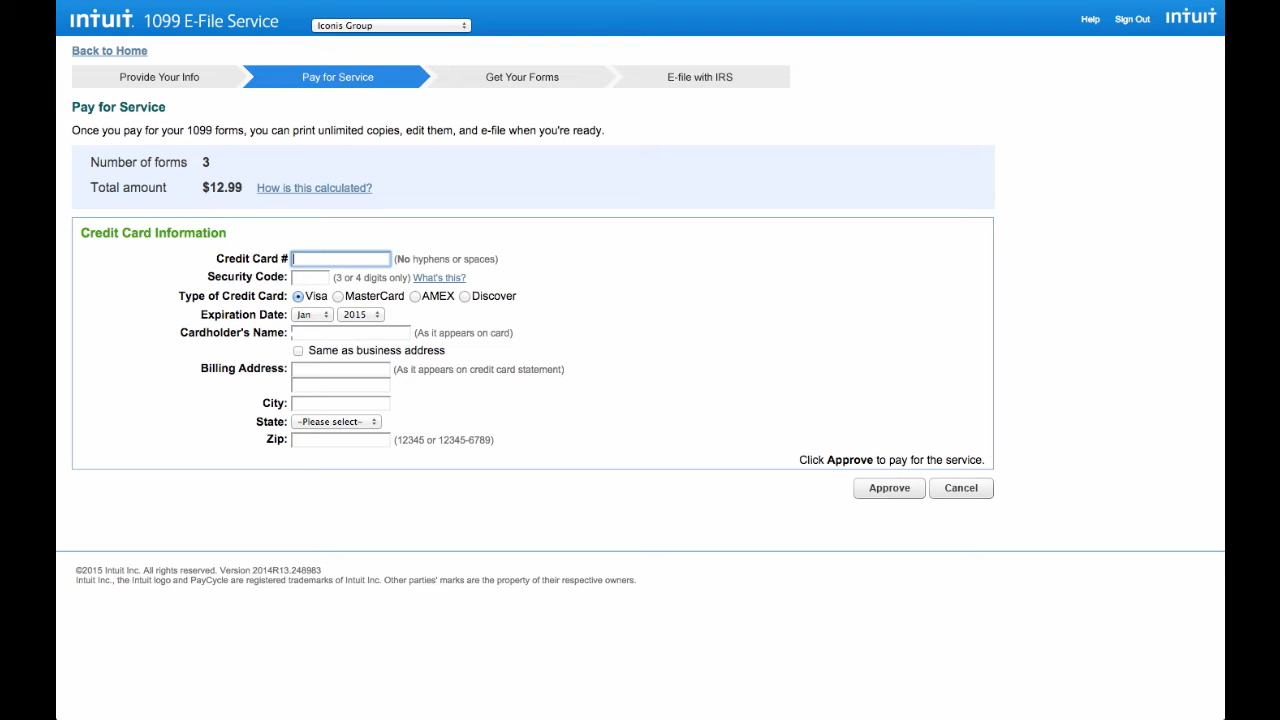 intuit. 1099 E-File Service Iconis Group Help Sign Out intuit
Back to Home
Provide Your Info Pay for Service Get Your Forms E-file with IRS
Pay for Service
Once you pay for your 1099 forms, you can print unlimited copies, edit them, and e-file when you're ready.
Number of forms 3
Total amount $12.99 How is this calculated?
Credit Card Information
Credit Card # (No hyphens or spaces)
Security Code: (3 or 4 digits only) What's this?
Type of Credit Card: Visa MasterCard AMEX Discover
Expiration Date: Jan 2015
Cardholder's Name: (As it appears on card)
Same as business address
Billing Address: (As it appears on credit card statement)
City:
State: -Please select-
Zip: (12345 or 12345-6789)
Click Approve to pay for the service.
Approve Cancel
©2015 Intuit Inc. All rights reserved. Version 2014R13.248983
Intuit Inc., the Intuit logo and PayCycle are registered trademarks of Intuit Inc. Other parties' marks are the property of their respective owners.